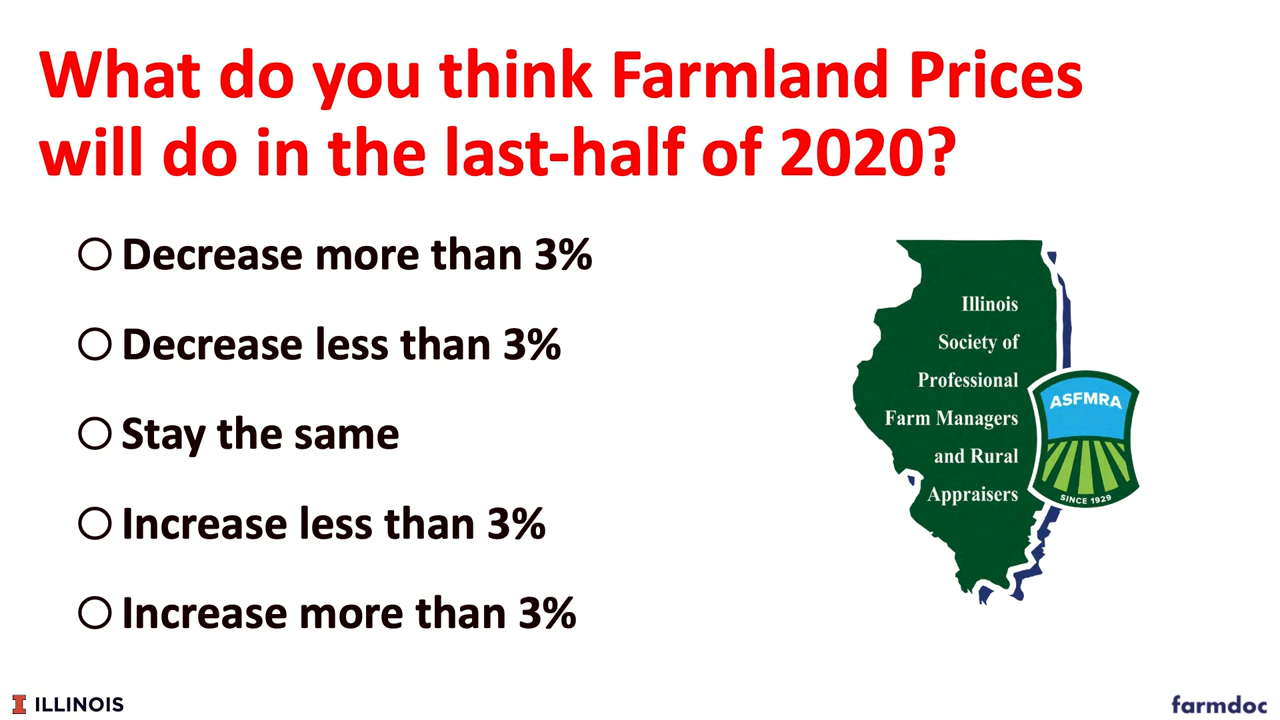 What do you think Farmland Prices
will do in the last-half of 2020?
Decrease more than 3%
Decrease less than 3%
Stay the same
Increase less than 3%
Increase more than 3%
Illinois
Society of
Professional
Farm Managers
and Rural
Appraisers
ASFMRA
SINCE 1929
I ILLINOIS
farmdoc